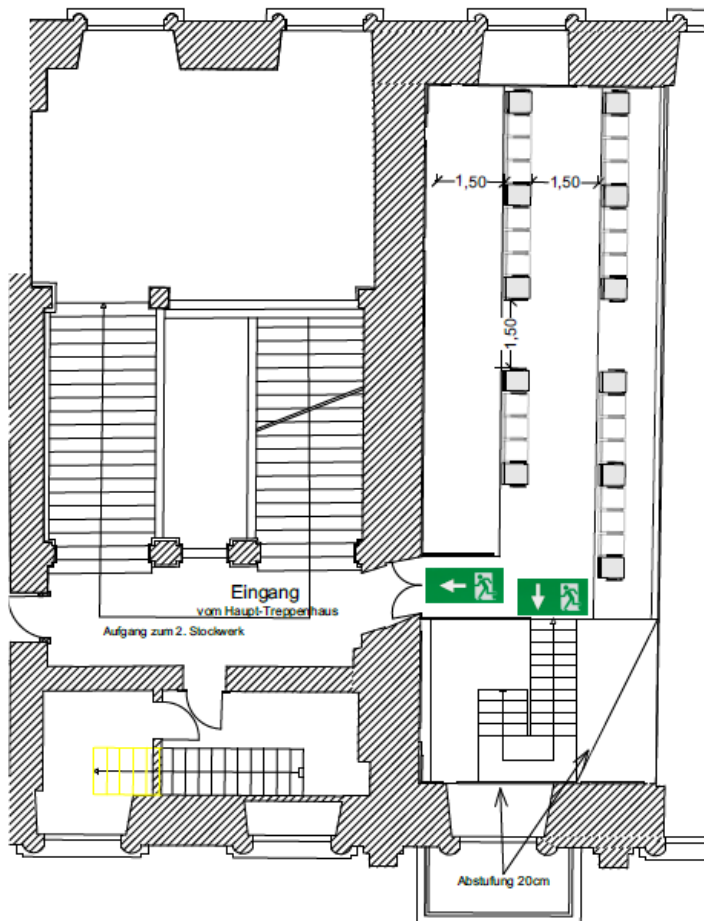 1,50
1,50
1,50
Eingang
vom Haupt-Treppenhaus
Aufgang zum 2. Stockwerk
Abstufung 20cm